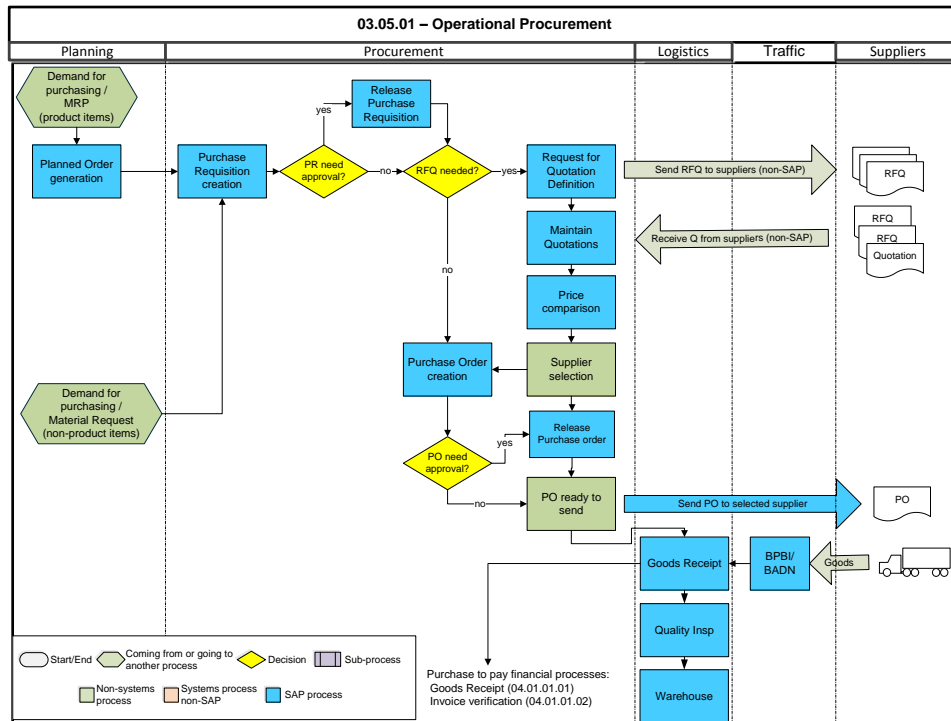 03.05.01 – Operational Procurement
Planning
Procurement
Logistics
Traffic
Suppliers
Demand for
purchasing /
MRP
(product items)
Planned Order
generation
Purchase
Requisition
creation
PR need
approval?
yes
no
Release
Purchase
Requisition
RFQ needed?
yes
no
Request for
Quotation
Definition
Send RFQ to suppliers (non-SAP)
RFQ
Maintain
Quotations
Receive Q from suppliers (non-SAP)
RFQ
RFQ
Quotation
Price
comparison
Purchase Order
creation
Supplier
selection
Demand for
purchasing /
Material Request
(non-product items)
PO need
approval?
yes
no
Release
Purchase order
PO ready to
send
Send PO to selected supplier
PO
Goods Receipt
BPBI/
BADN
Goods
Quality Insp
Warehouse
Purchase to pay financial processes:
Goods Receipt (04.01.01.01)
Invoice verification (04.01.01.02)
Start/End
Coming from or going to
another process
Decision
Sub-process
Non-systems
process
Systems process
non-SAP
SAP process